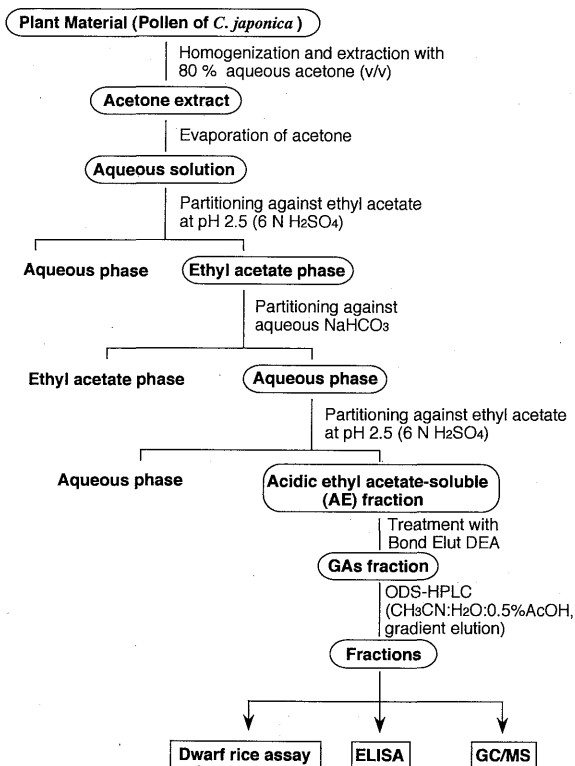 Plant Material (Pollen of C. japonica )
Homogenization and extraction with
80 % aqueous acetone (v/v)
Acetone extract
Evaporation of acetone
Aqueous solution
Partitioning against ethyl acetate
at pH 2.5 (6 N H2SO4)
Aqueous phase
Ethyl acetate phase
Partitioning against
aqueous NaHCO3
Ethyl acetate phase
Aqueous phase
Partitioning against ethyl acetate
at pH 2.5 (6 N H2SO4)
Aqueous phase
Acidic ethyl acetate-soluble
(AE) fraction
Treatment with
Bond Elut DEA
GAs fraction
ODS-HPLC
(CH3CN:H2O:0.5%AcOH,
gradient elution)
Fractions
Dwarf rice assay
ELISA
GC/MS